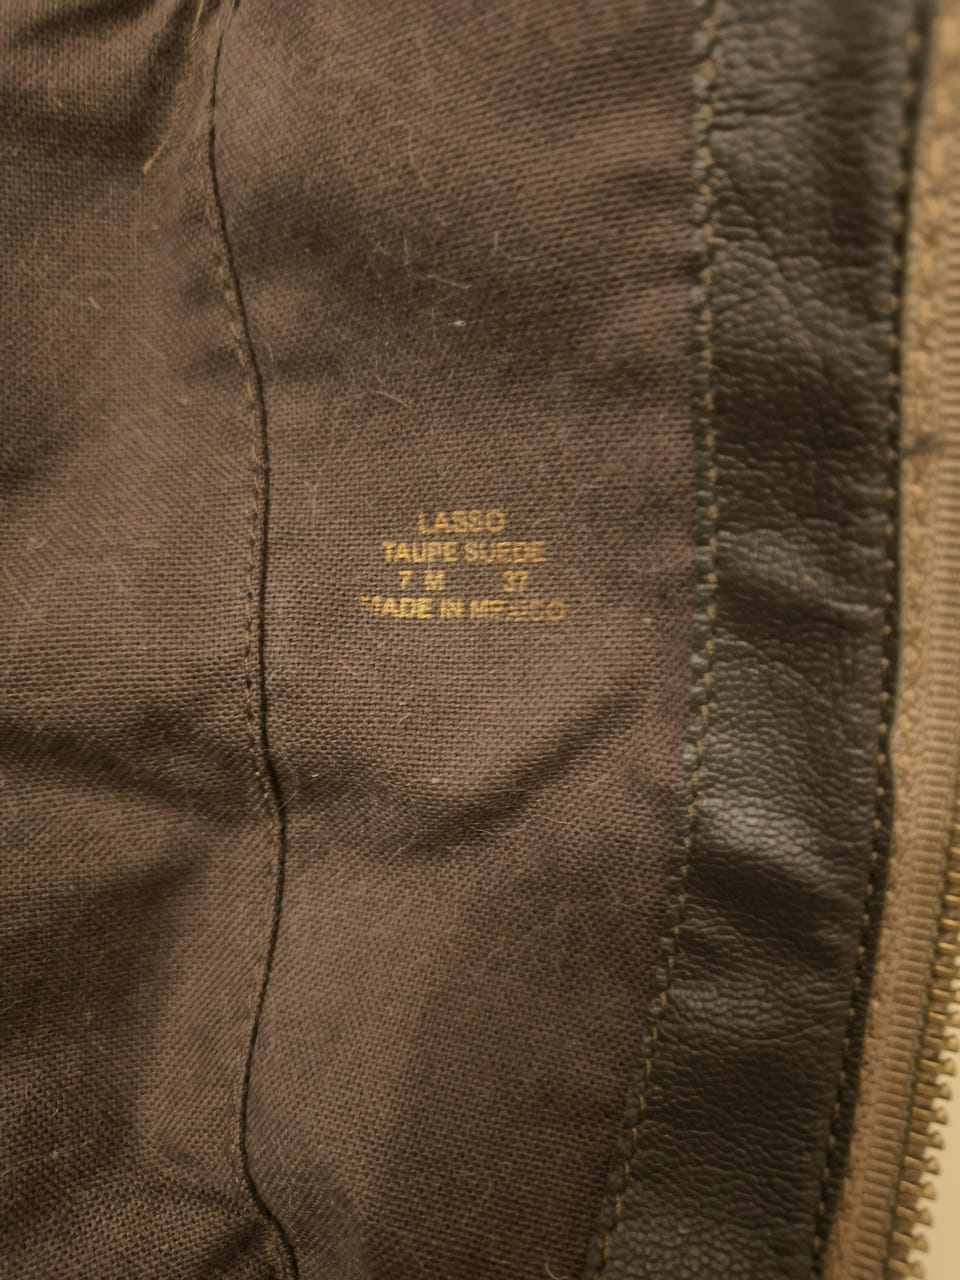 LASSO
TAUPE SUEDE
7 M 37
MADE IN MEXICO